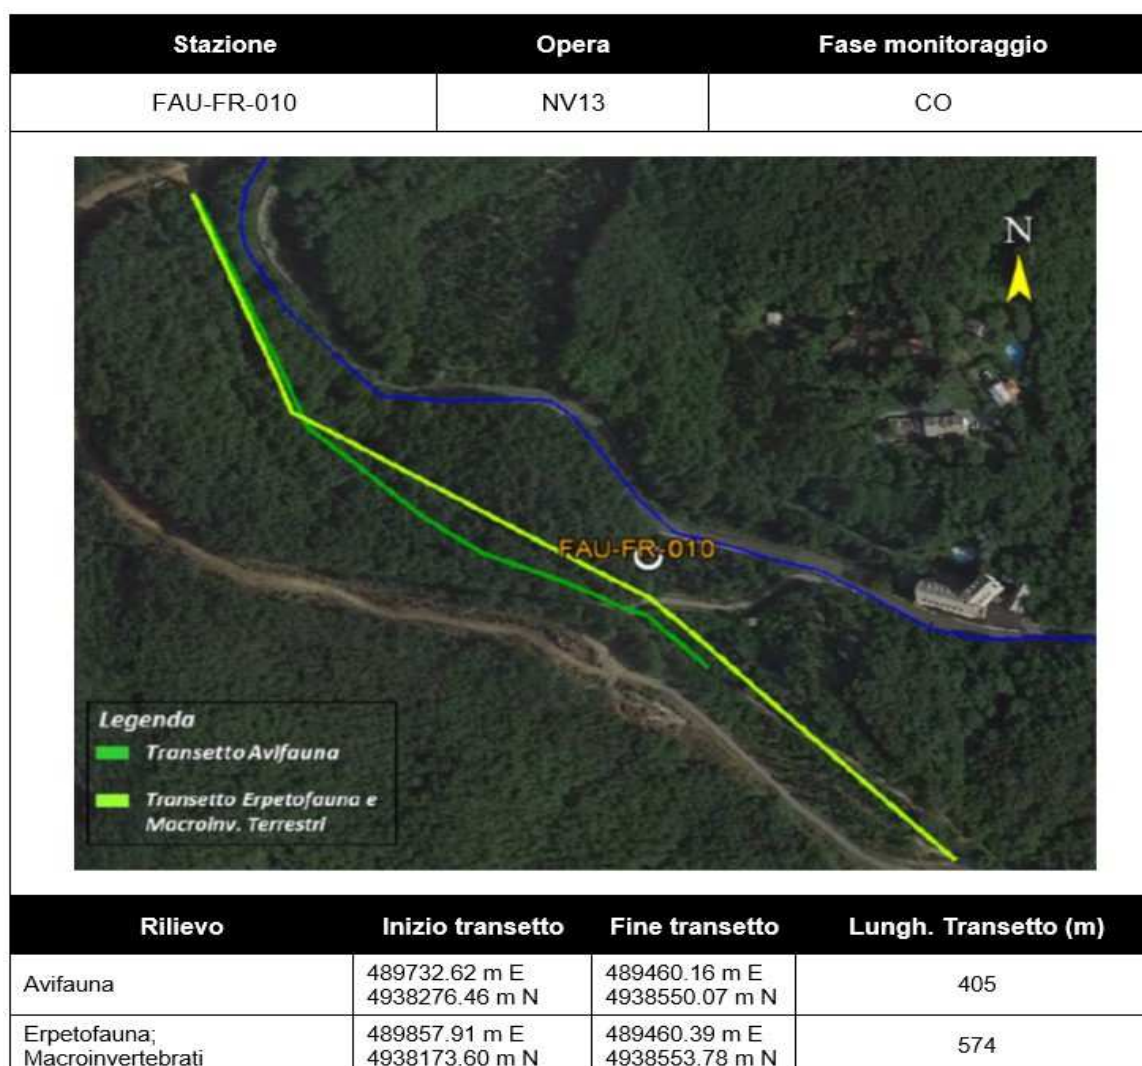 Stazione Opera Fase monitoraggio
FAU-FR-010 NV13 CO
N
FAU-FR-010
Legenda
Transetto Avifauna
Transetto Erpetofauna e
Macroinv. Terrestri
Rilievo Inizio transetto Fine transetto Lungh. Transetto (m)
Avifauna 489732.62 m E 489460.16 m E 405
4938276.46 m N 4938550.07 m N
Erpetofauna; 489857.91 m E 489460.39 m E 574
Macroinvertebrati 4938173.60 m N 4938553.78 m N